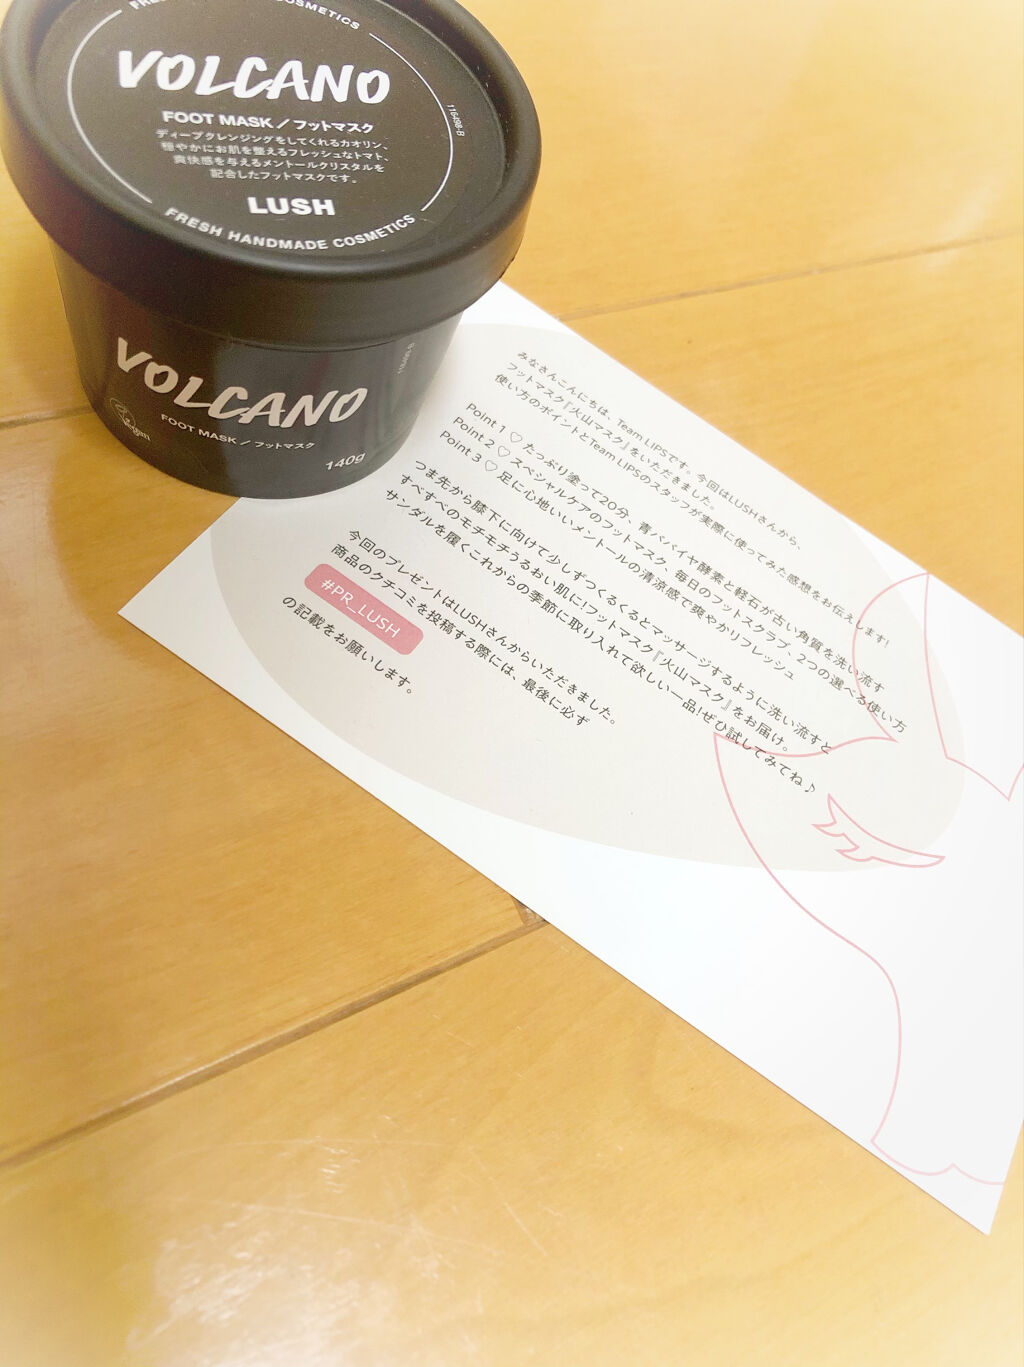 VOLCANO
FOOT MASK／フットマスク
ディープクレンジングをしてくれるカオリン、
穏やかにお肌を整えるフレッシュなトマト、
爽快感を与えるメントールクリスタルを
配合したフットマスクです。
LUSH
FRESH HANDMADE COSMETICS
116498-B
VOLCANO
FOOT MASK／フットマスク
140g
Vegan
みなさんこんにちは、Team LIPSです。今回はLUSHさんから、
フットマスク『火山マスク』をいただきました。
使い方のポイントとTeam LIPSのスタッフが実際に使ってみた感想をお伝えします!
Point 1 ♡ たっぷり塗って20分、青パパイヤ酵素と軽石が古い角質を洗い流す
Point 2 ♡ スペシャルケアのフットマスク、毎日のフットスクラブ、2つの選べる使い方
Point 3 ♡ 足に心地いいメントールの清涼感で爽やかリフレッシュ
つま先から膝下に向けて少しずつくるくるとマッサージするように洗い流すと
すべすべのモチモチうるおい肌に!フットマスク『火山マスク』をお届け。
サンダルを履くこれからの季節に取り入れて欲しい一品!ぜひ試してみてね♪
今回のプレゼントはLUSHさんからいただきました。
商品のクチコミを投稿する際には、最後に必ず
#PR_LUSH
の記載をお願いします。